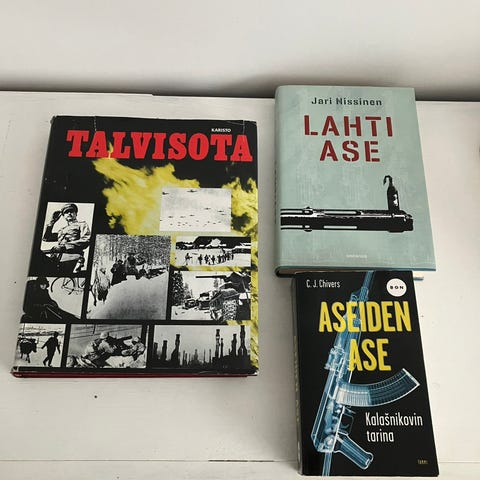 KARISTO
TALVISOTA
Jari Nissinen
LAHTI
ASE
C. J. Chivers
BON
ASEIDEN
ASE
Kalašnikovin
tarina